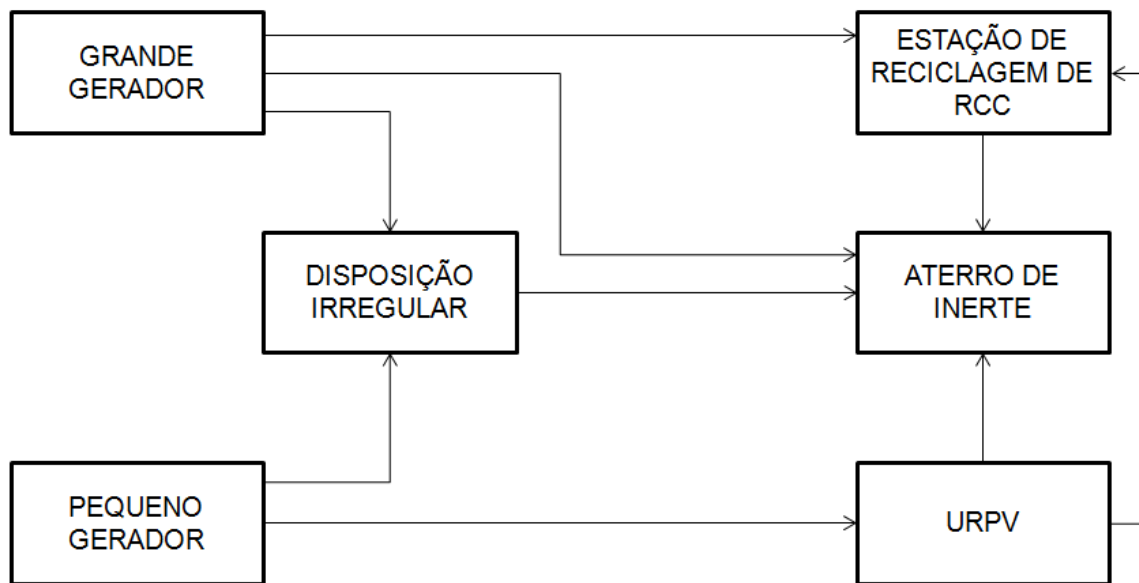 GRANDE
GERADOR
ESTAÇÃO DE
RECICLAGEM DE
RCC
DISPOSIÇÃO
IRREGULAR
ATERRO DE
INERTE
PEQUENO
GERADOR
URPV